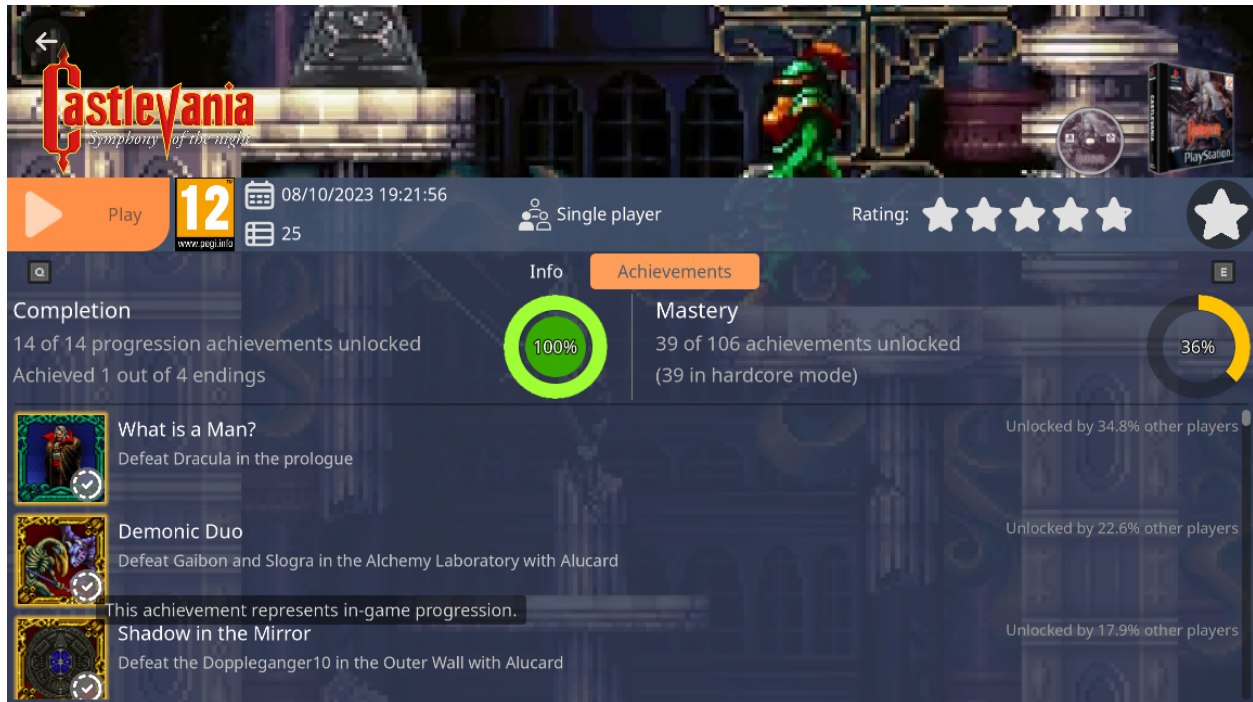 Castlevania
Symphony of the night
CASTLEVANIA
PlayStation
Play
12
www.pegi.info
08/10/2023 19:21:56
25
Single player
Rating:
Q
Info
Achievements
E
Completion
14 of 14 progression achievements unlocked
Achieved 1 out of 4 endings
100%
Mastery
39 of 106 achievements unlocked
(39 in hardcore mode)
36%
What is a Man?
Unlocked by 34.8% other players
Defeat Dracula in the prologue
Demonic Duo
Unlocked by 22.6% other players
Defeat Gaibon and Slogra in the Alchemy Laboratory with Alucard
This achievement represents in-game progression.
Shadow in the Mirror
Unlocked by 17.9% other players
Defeat the Doppleganger10 in the Outer Wall with Alucard